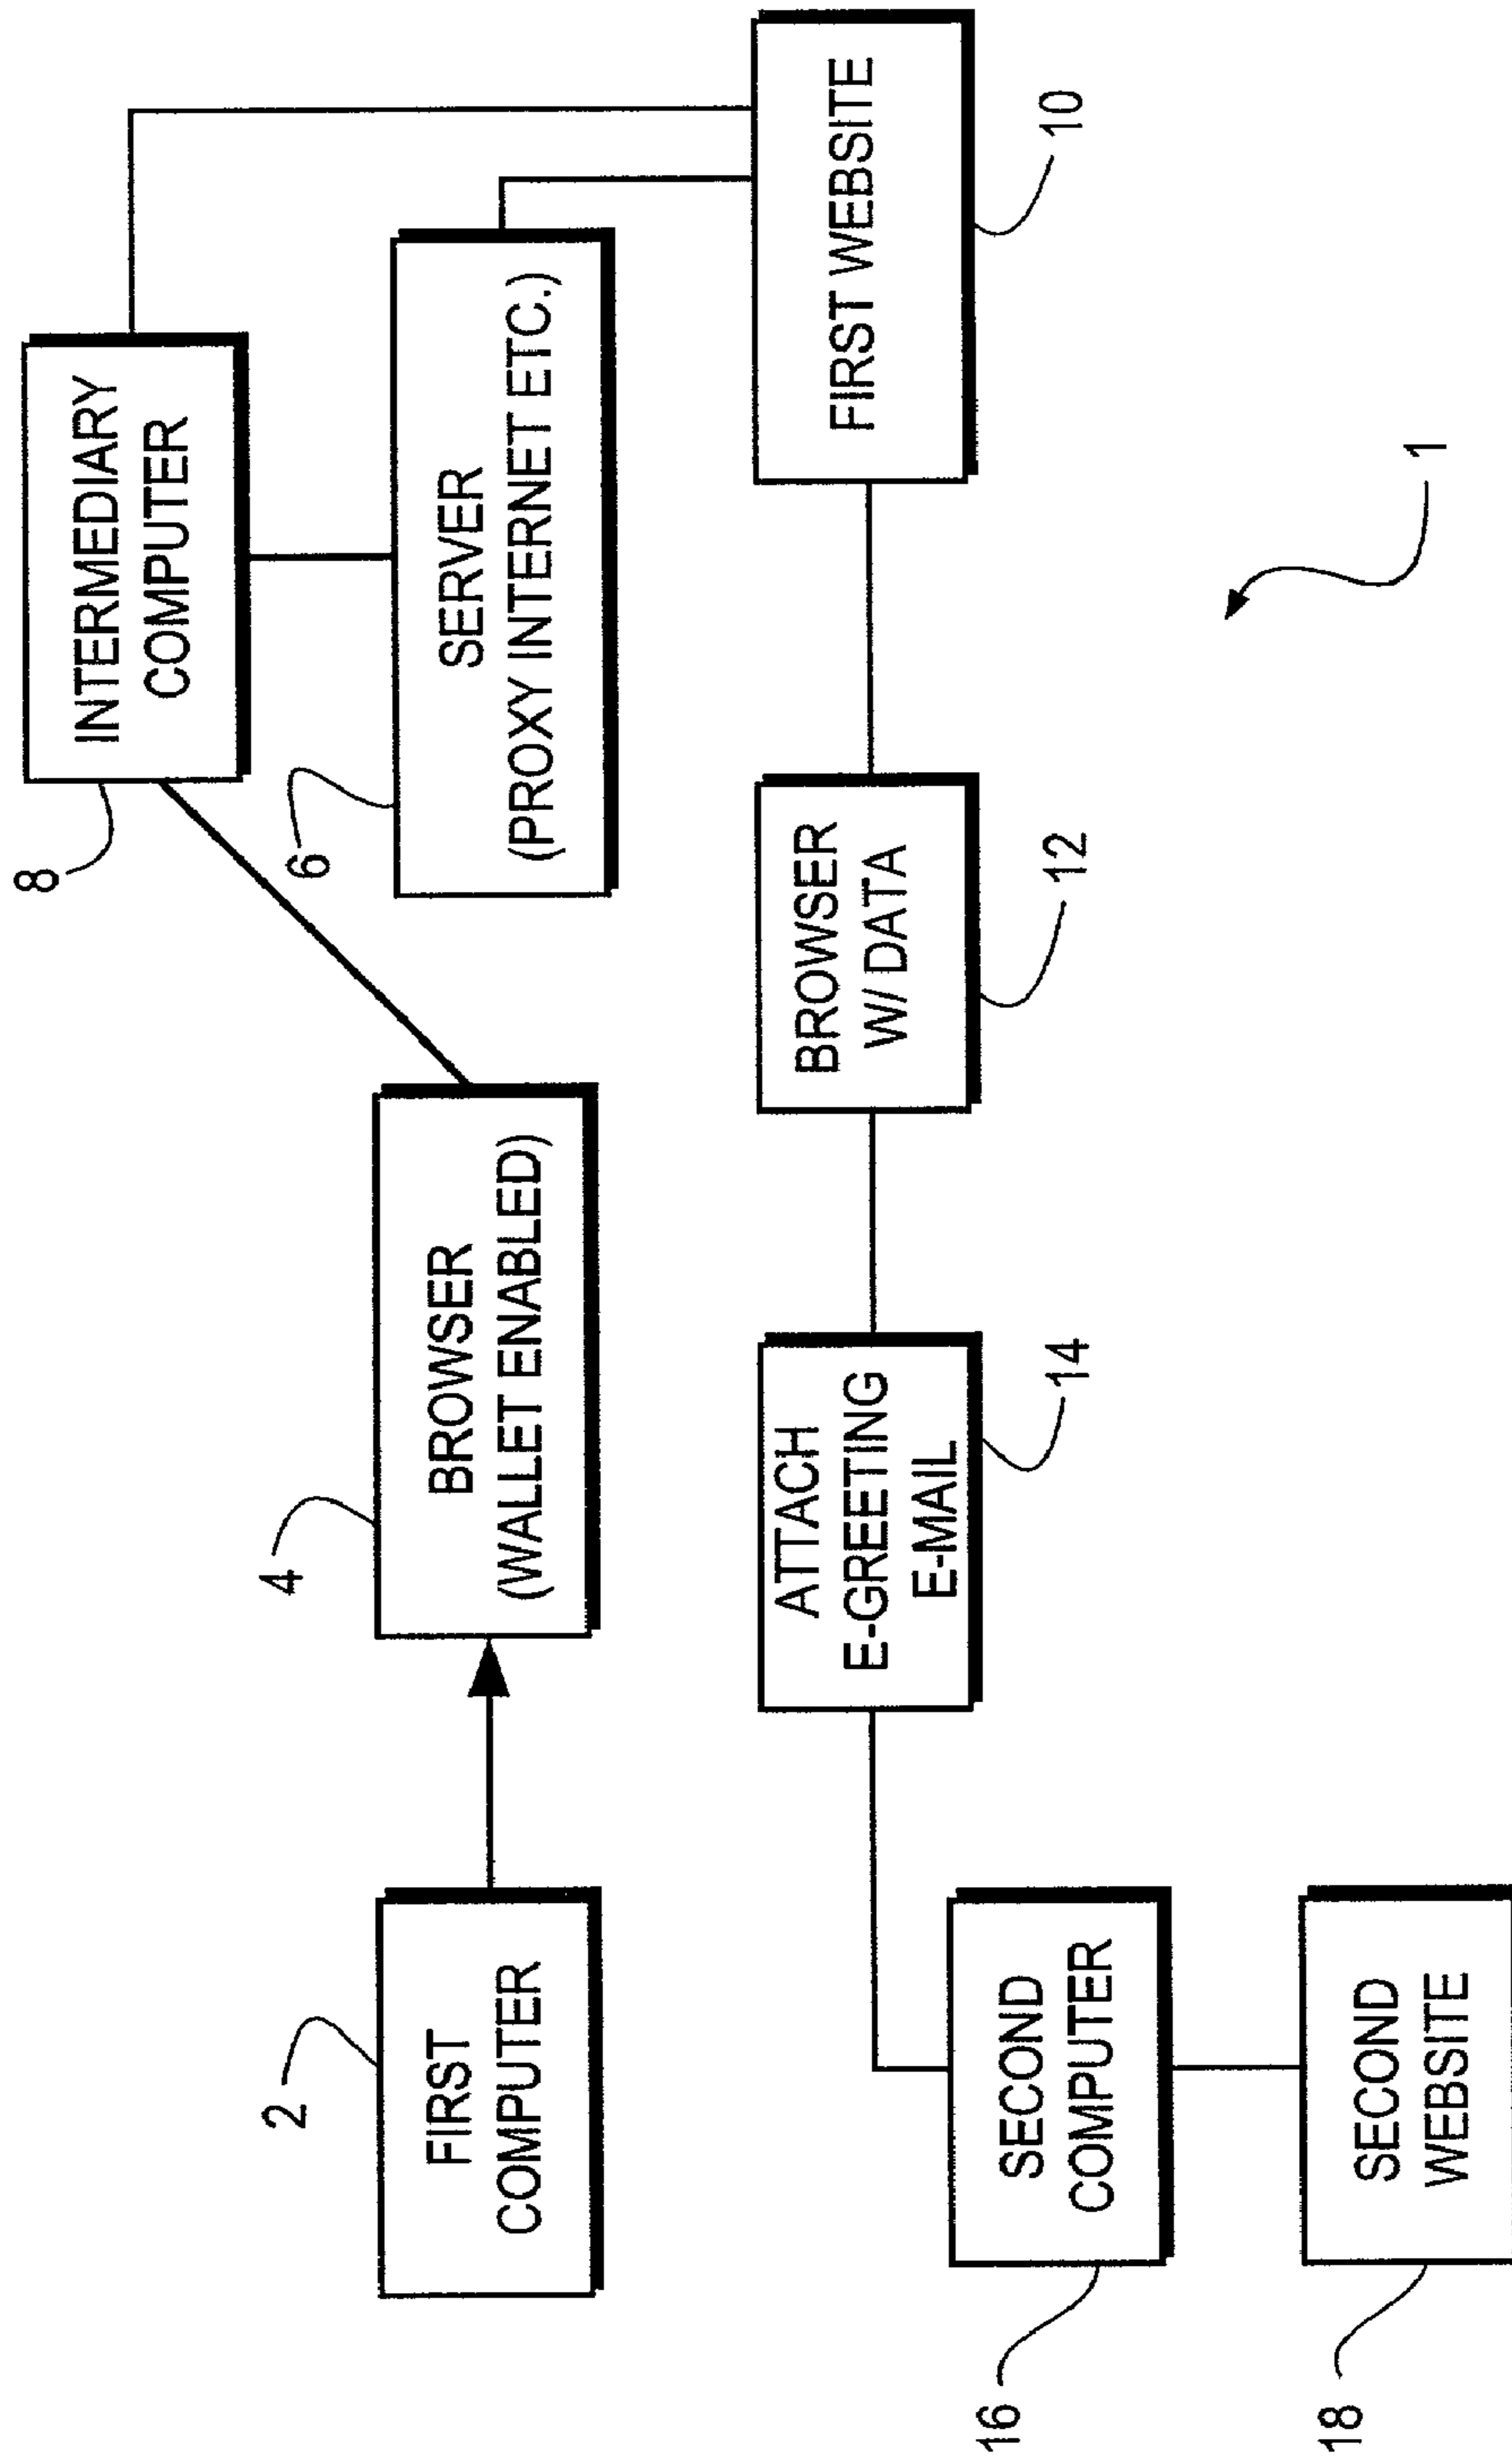 8
INTERMEDIARY
COMPUTER
6
SERVER
(PROXY INTERNET ETC.)
2
FIRST
COMPUTER
4
BROWSER
(WALLET ENABLED)
ATTACH
E-GREETING
E-MAIL
14
BROWSER
W/ DATA
12
FIRST WEBSITE
10
SECOND
COMPUTER
16
SECOND
WEBSITE
18
1